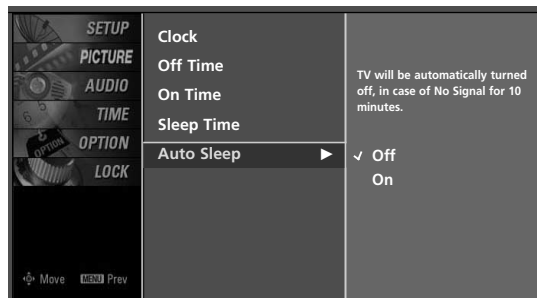 SETUP
PICTURE
AUDIO
TIME
OPTION
LOCK
Move MENU Prev
Clock
Off Time
On Time
Sleep Time
Auto Sleep
TV will be automatically turned
off, in case of No Signal for 10
minutes.
Off
On